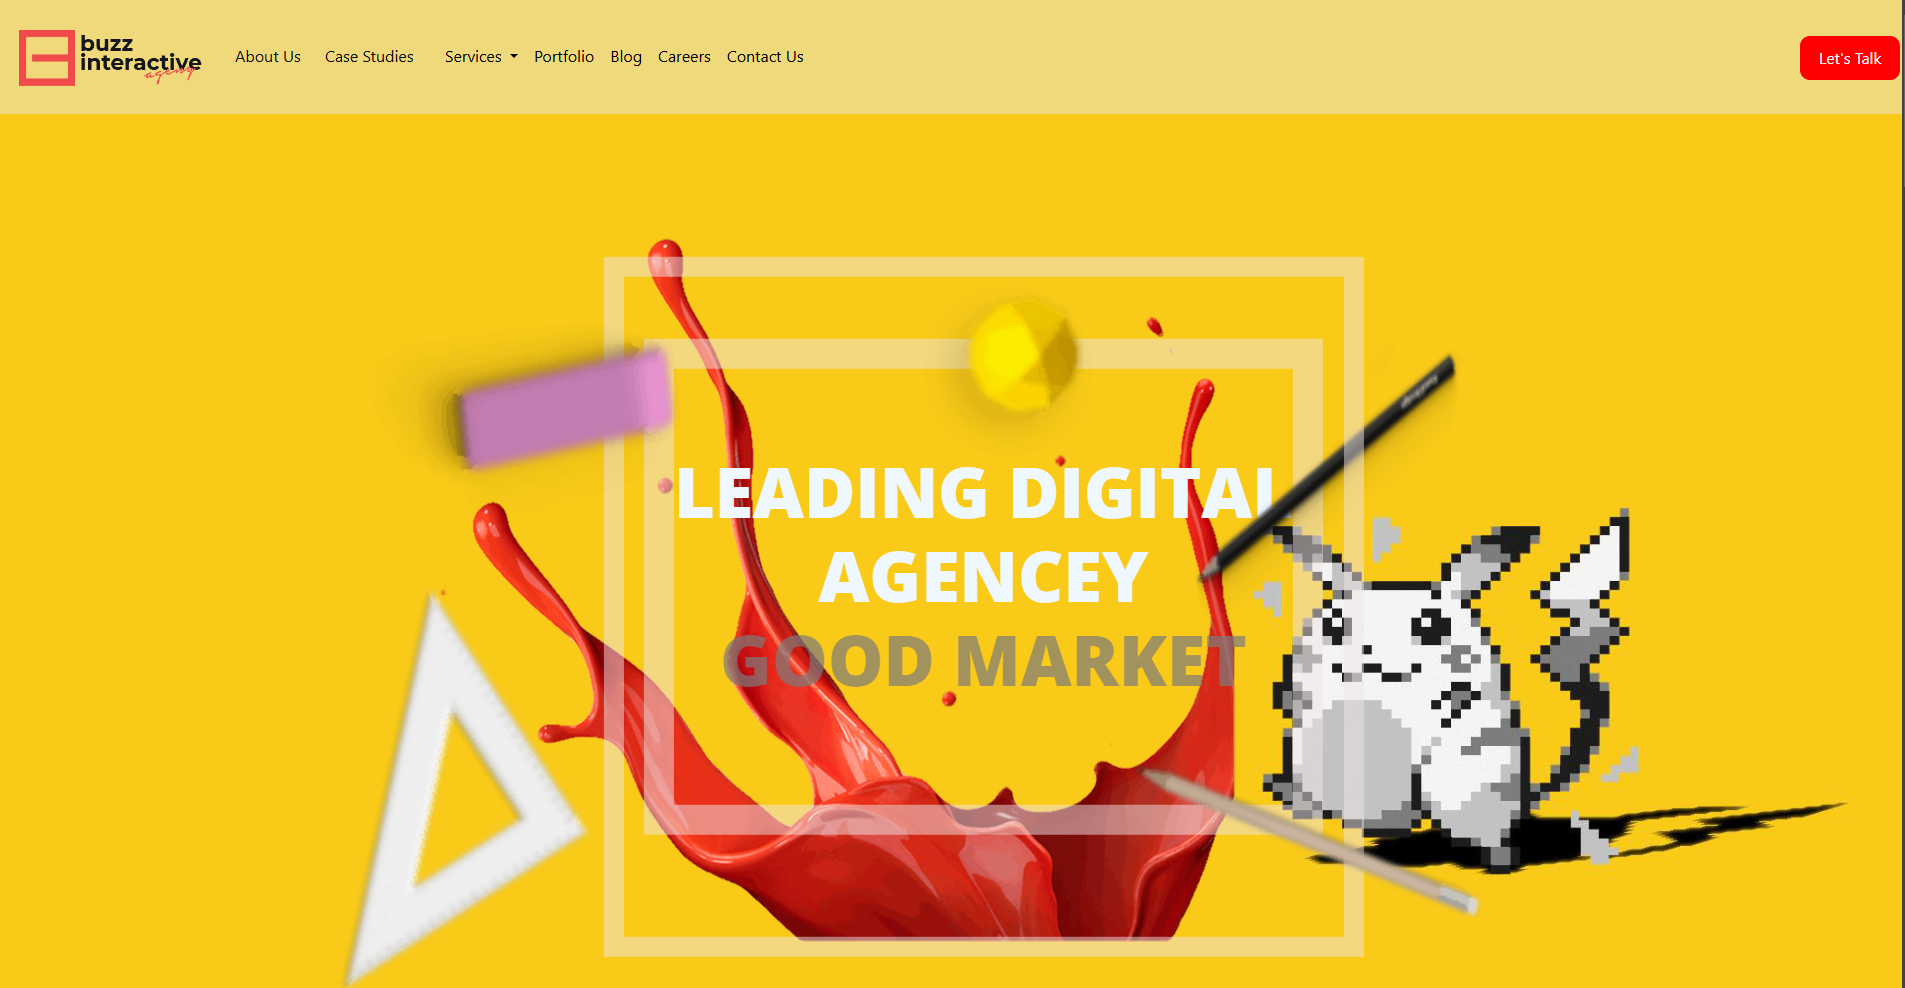 buzz
interactive
agency
About Us Case Studies Services Portfolio Blog Careers Contact Us
Let's Talk
LEADING DIGITAL
AGENCEY
GOOD MARKET